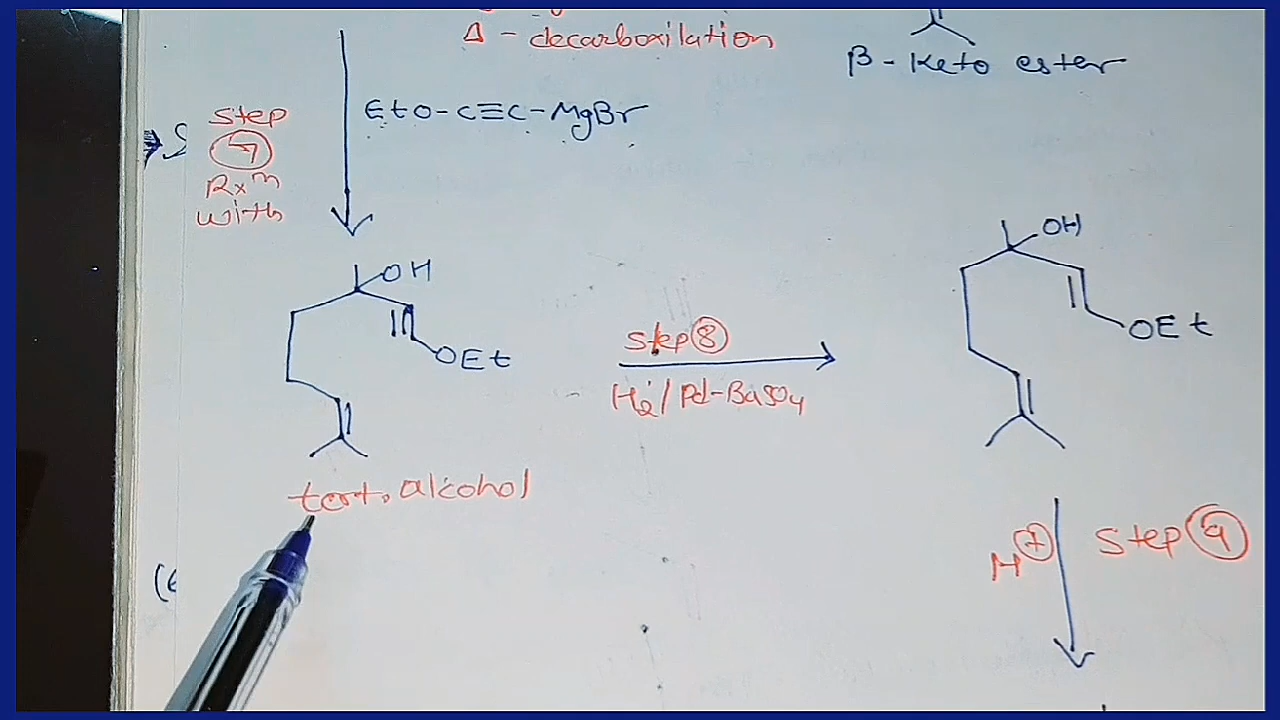 Δ - decarboxilation
β - Keto ester
EtO-C≡C-MgBr
Step
7
Rxn
with
OH
OEt
tert. alcohol
Step 8
H2 / Pd-BaSO4
OH
OEt
H+
Step 9